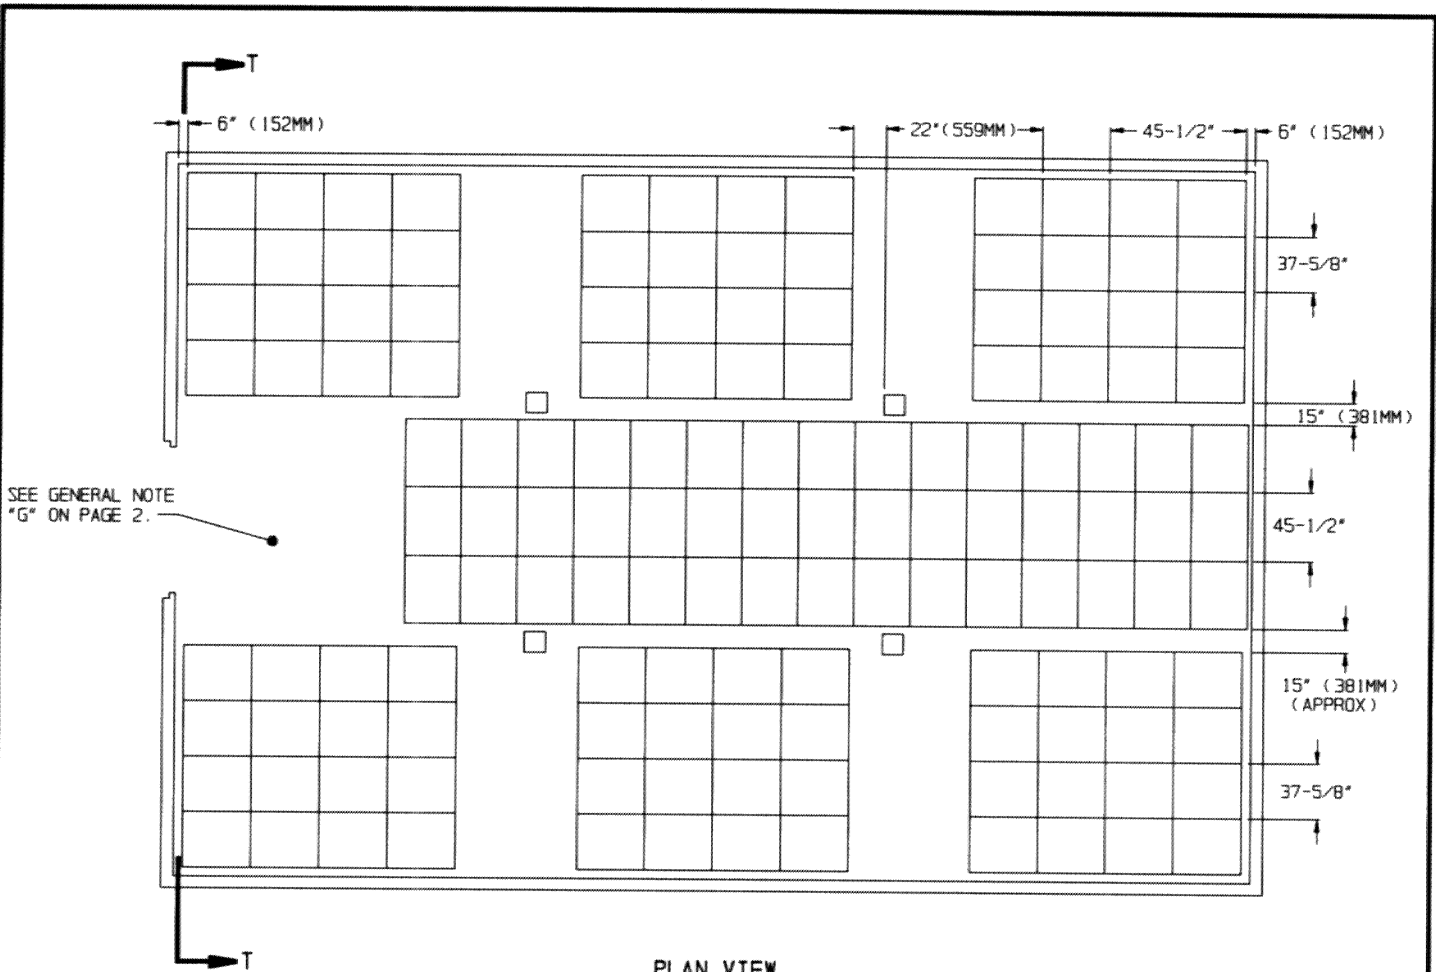 T
6" (152MM)
22"(559MM)
45-1/2"
6" (152MM)
37-5/8"
15" (381MM)
SEE GENERAL NOTE
"G" ON PAGE 2.
45-1/2"
15" (381MM)
(APPROX)
37-5/8"
T
PLAN VIEW